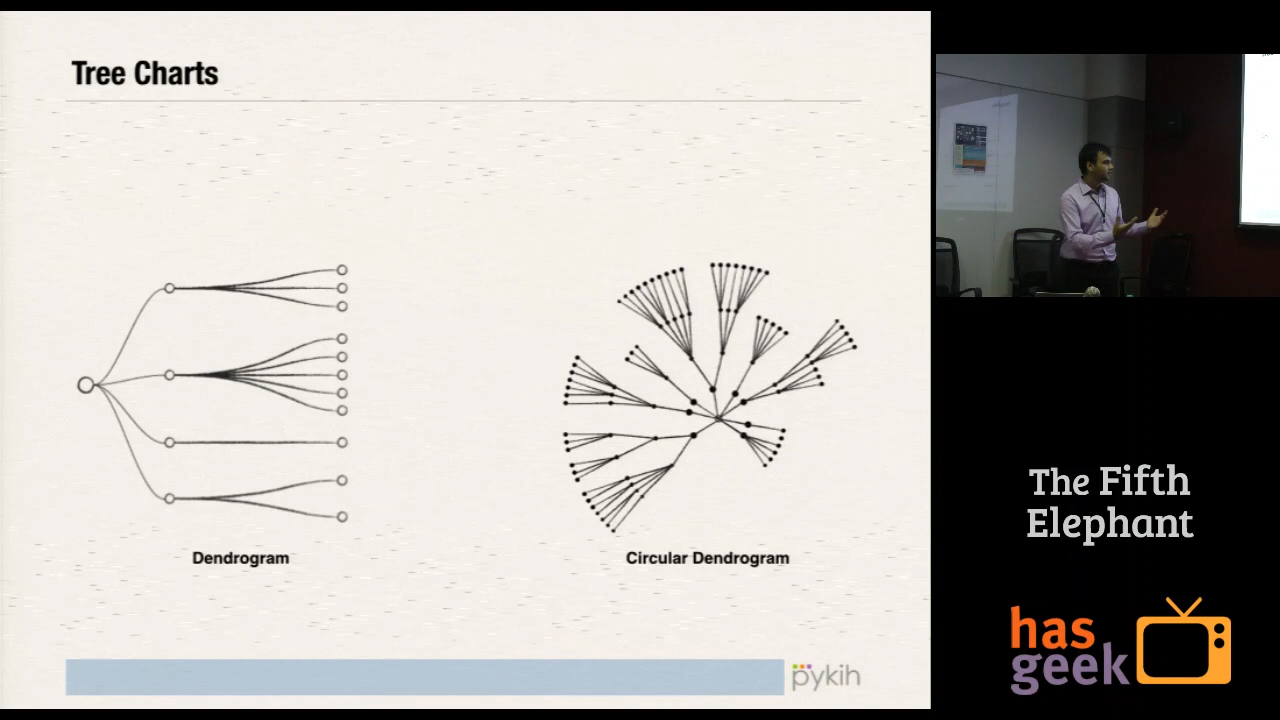 Tree Charts
Dendrogram
Circular Dendrogram
pykih
The Fifth
Elephant
has
geek